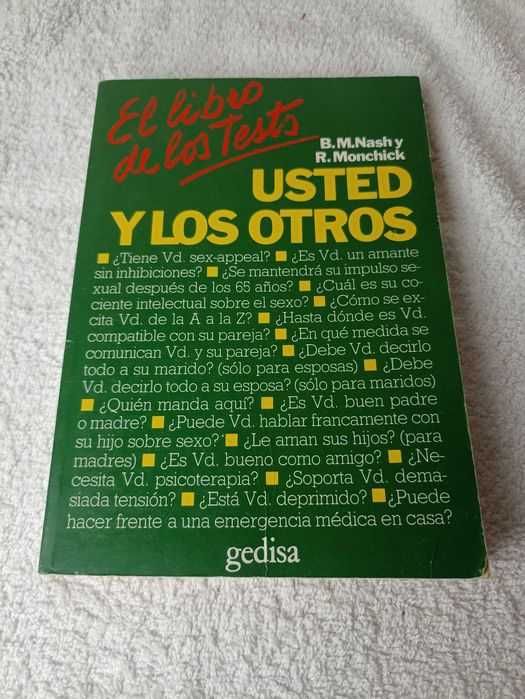 El libro
de los Tests
B.M.Nash y
R. Monchick
USTED
Y LOS OTROS
■ ¿Tiene Vd. sex-appeal? ■ ¿Es Vd. un amante
sin inhibiciones? ■ ¿Se mantendrá su impulso se-
xual después de los 65 años? ■ ¿Cuál es su co-
ciente intelectual sobre el sexo? ■ ¿Cómo se ex-
cita Vd. de la A a la Z? ■ ¿Hasta dónde es Vd.
compatible con su pareja? ■ ¿En qué medida se
comunican Vd. y su pareja? ■ ¿Debe Vd. decirlo
todo a su marido? (sólo para esposas) ■ ¿Debe
Vd. decirlo todo a su esposa? (sólo para maridos)
■ ¿Quién manda aquí? ■ ¿Es Vd. buen padre
o madre? ■ ¿Puede Vd. hablar francamente con
su hijo sobre sexo? ■ ¿Le aman sus hijos? (para
madres) ■ ¿Es Vd. bueno como amigo? ■ ¿Ne-
cesita Vd. psicoterapia? ■ ¿Soporta Vd. dema-
siada tensión? ■ ¿Está Vd. deprimido? ■ ¿Puede
hacer frente a una emergencia médica en casa?
gedisa